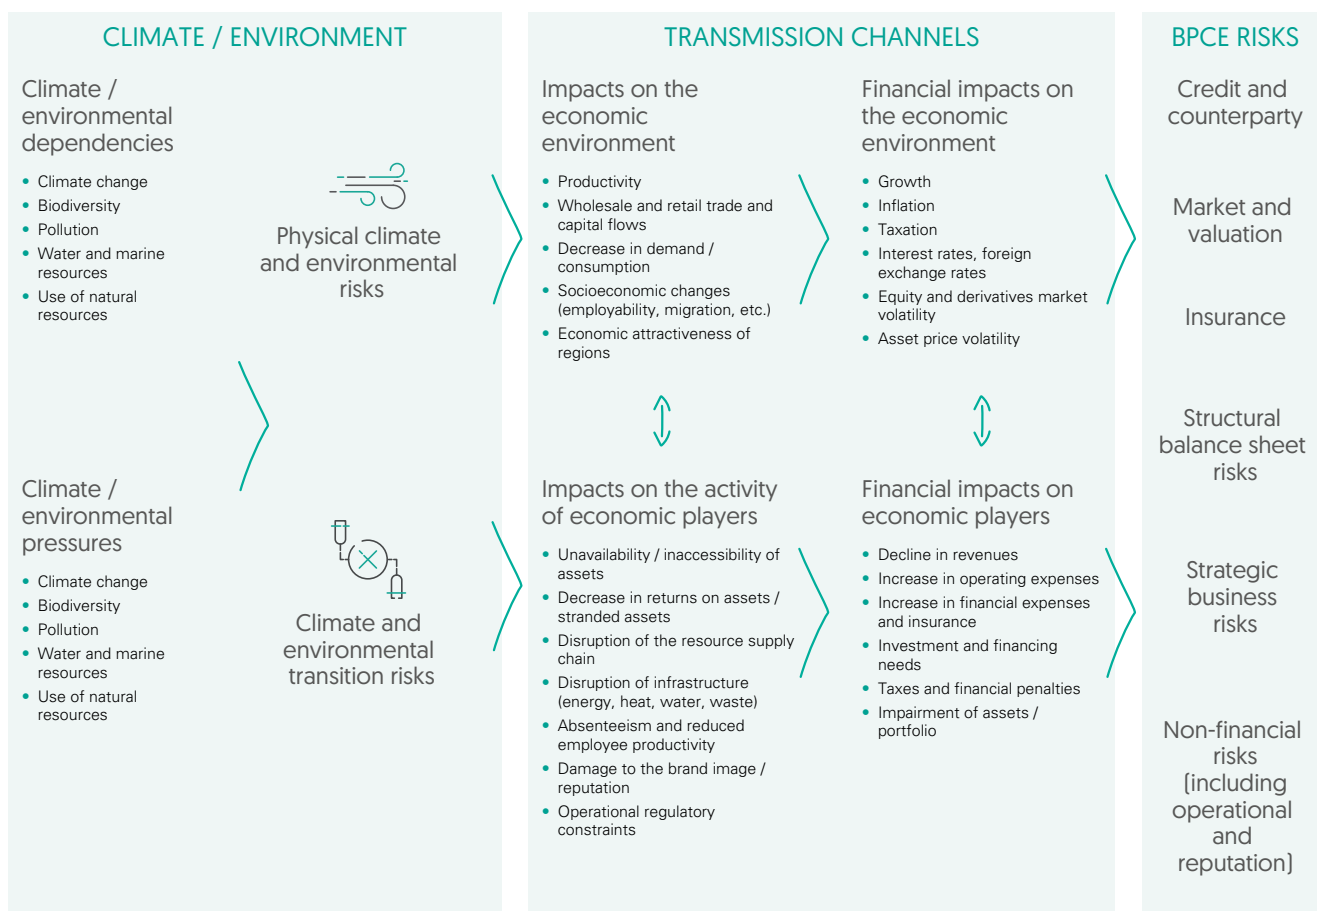 CLIMATE / ENVIRONMENT
Climate /
environmental
dependencies
• Climate change
• Biodiversity
• Pollution
• Water and marine
resources
• Use of natural
resources
Climate /
environmental
pressures
• Climate change
• Biodiversity
• Pollution
• Water and marine
resources
• Use of natural
resources
Physical climate
and environmental
risks
Climate and
environmental
transition risks
TRANSMISSION CHANNELS
Impacts on the
economic
environment
• Productivity
• Wholesale and retail trade and
capital flows
• Decrease in demand /
consumption
• Socioeconomic changes
(employability, migration, etc.)
• Economic attractiveness of
regions
Impacts on the activity
of economic players
• Unavailability / inaccessibility of
assets
• Decrease in returns on assets /
stranded assets
• Disruption of the resource supply
chain
• Disruption of infrastructure
(energy, heat, water, waste)
• Absenteeism and reduced
employee productivity
• Damage to the brand image /
reputation
• Operational regulatory
constraints
Financial impacts on
the economic
environment
• Growth
• Inflation
• Taxation
• Interest rates, foreign
exchange rates
• Equity and derivatives market
volatility
• Asset price volatility
Financial impacts on
economic players
• Decline in revenues
• Increase in operating expenses
• Increase in financial expenses
and insurance
• Investment and financing
needs
• Taxes and financial penalties
• Impairment of assets /
portfolio
BPCE RISKS
Credit and
counterparty
Market and
valuation
Insurance
Structural
balance sheet
risks
Strategic
business
risks
Non-financial
risks
(including
operational
and
reputation)